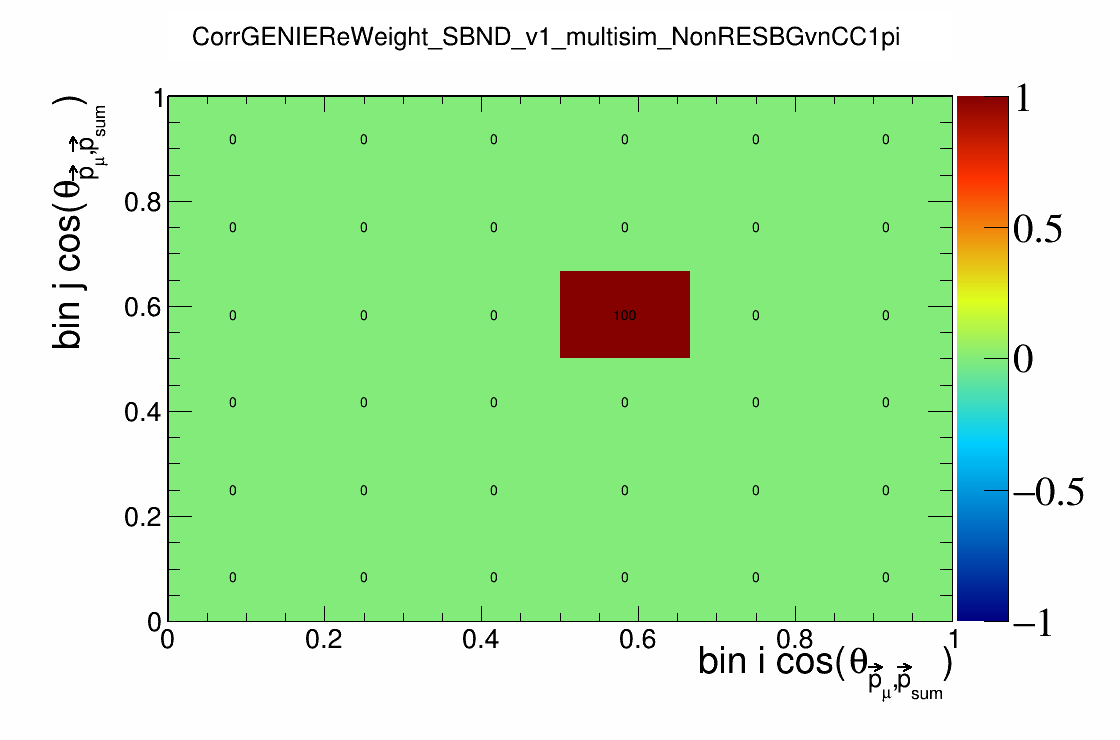 CorrGENIEReWeight_SBND_v1_multisim_NonRESBGvnCC1pi
bin j cos(θp⃗μ,p⃗sum)
1
0.8
0.6
0.4
0.2
0
0 0 0 0 0 0
0 0 0 0 0 0
0 0 0 100 0 0
0 0 0 0 0 0
0 0 0 0 0 0
0 0 0 0 0 0
0 0.2 0.4 0.6 0.8 1
bin i cos(θp⃗μ,p⃗sum)
1
0.5
0
−0.5
−1